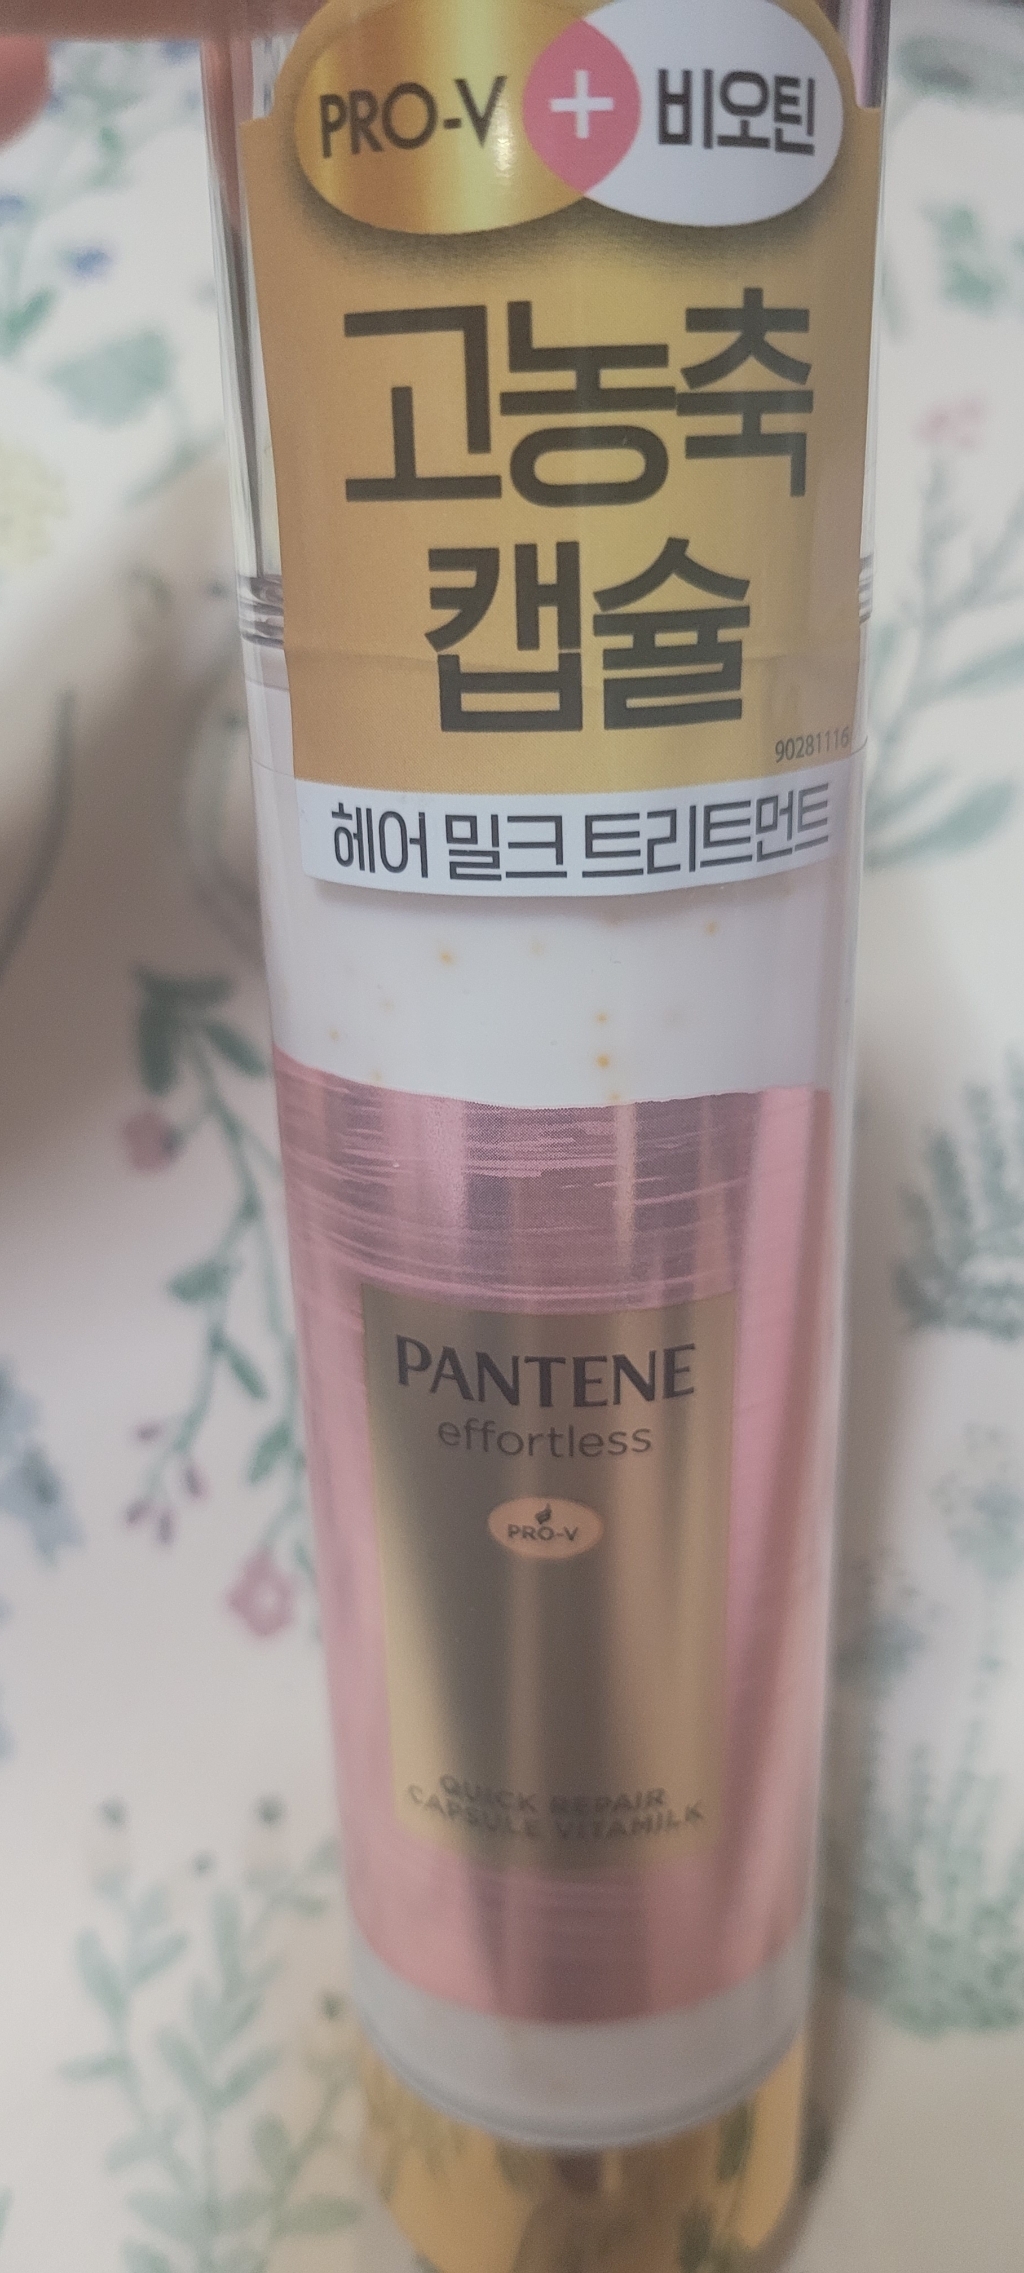 PRO-V + 비오틴
고농축
캡슐
90281116
헤어 밀크 트리트먼트
PANTENE
effortless
PRO-V
QUICK REPAIR
CAPSULE VITAMILK